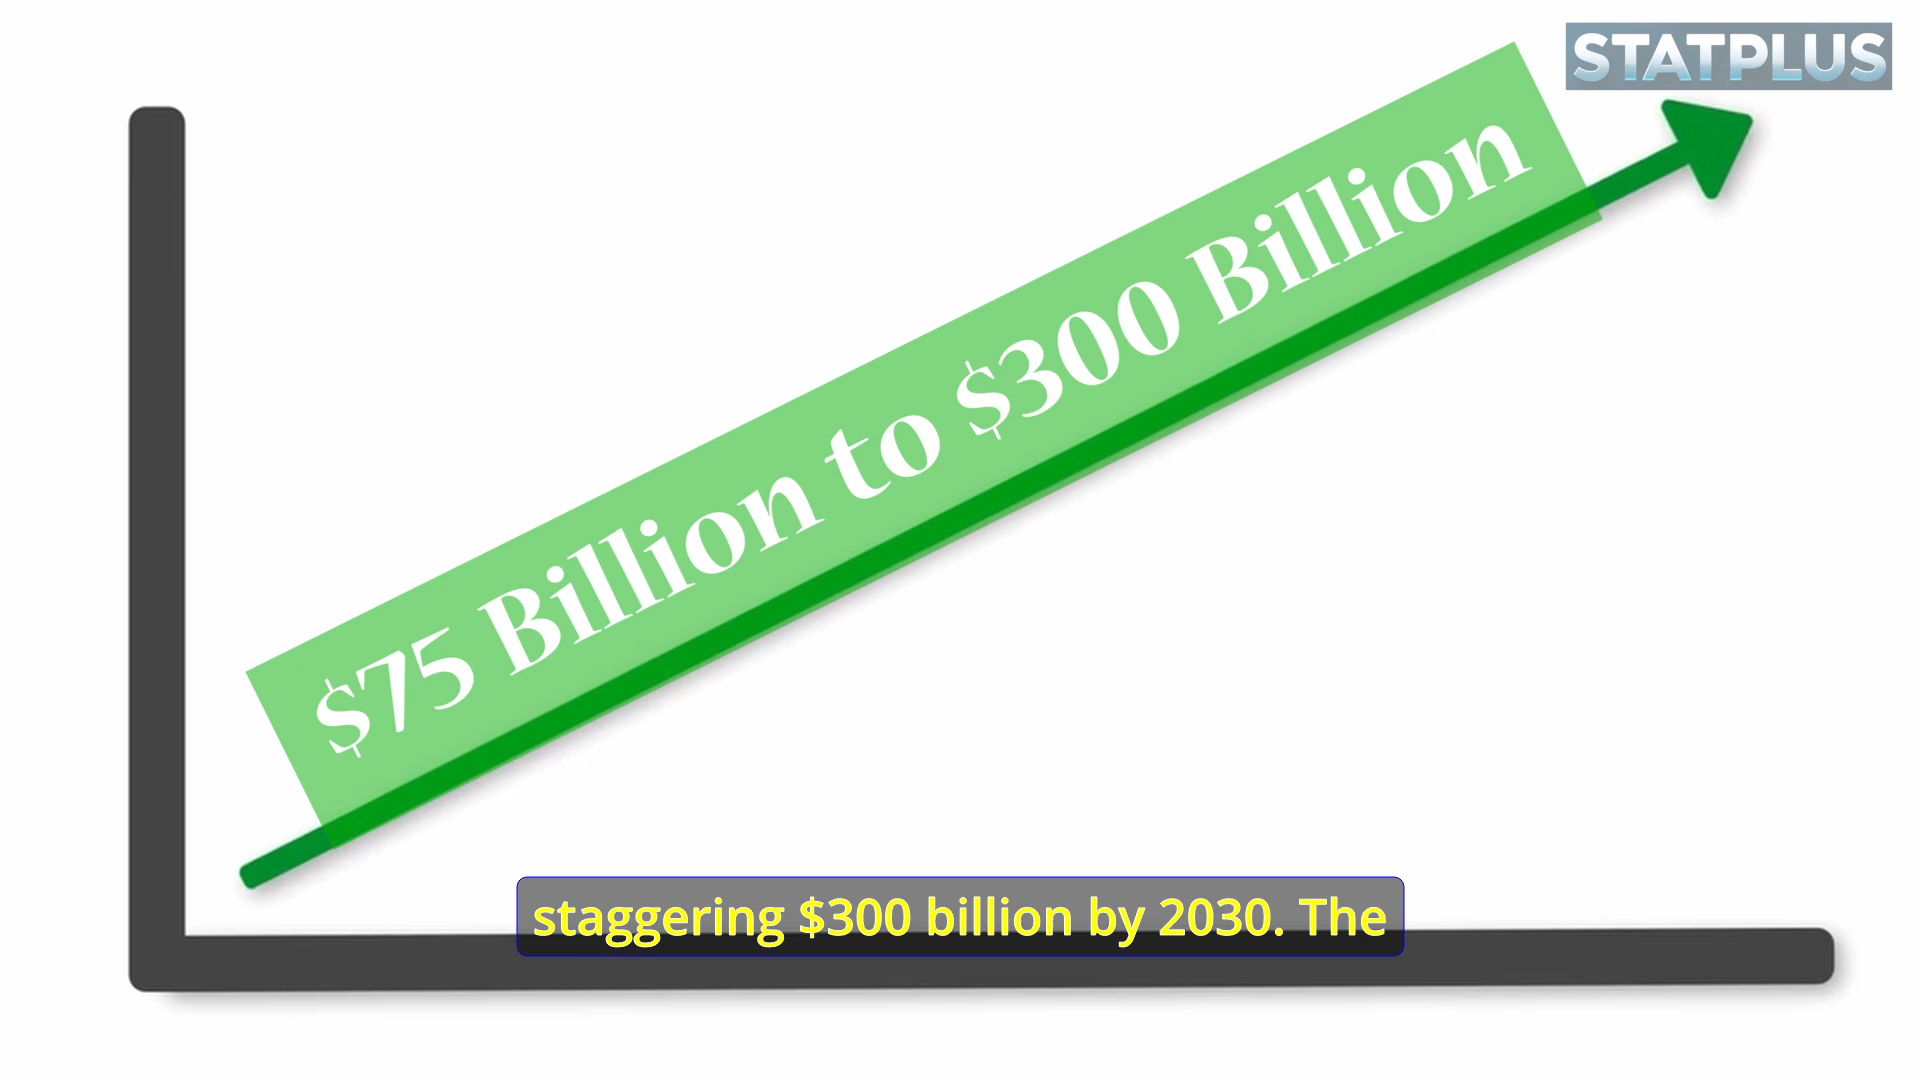 STATPLUS
$75 Billion to $300 Billion
staggering $300 billion by 2030. The